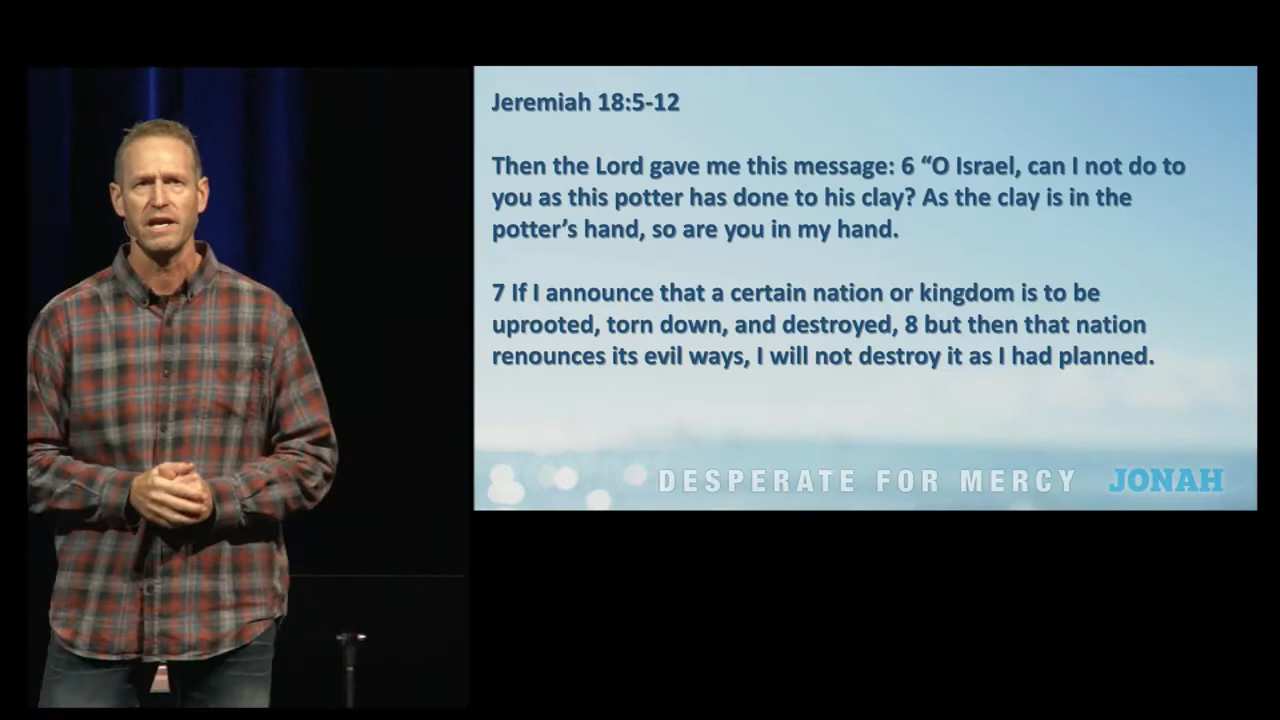 Jeremiah 18:5-12
Then the Lord gave me this message: 6 “O Israel, can I not do to
you as this potter has done to his clay? As the clay is in the
potter’s hand, so are you in my hand.
7 If I announce that a certain nation or kingdom is to be
uprooted, torn down, and destroyed, 8 but then that nation
renounces its evil ways, I will not destroy it as I had planned.
DESPERATE FOR MERCY JONAH